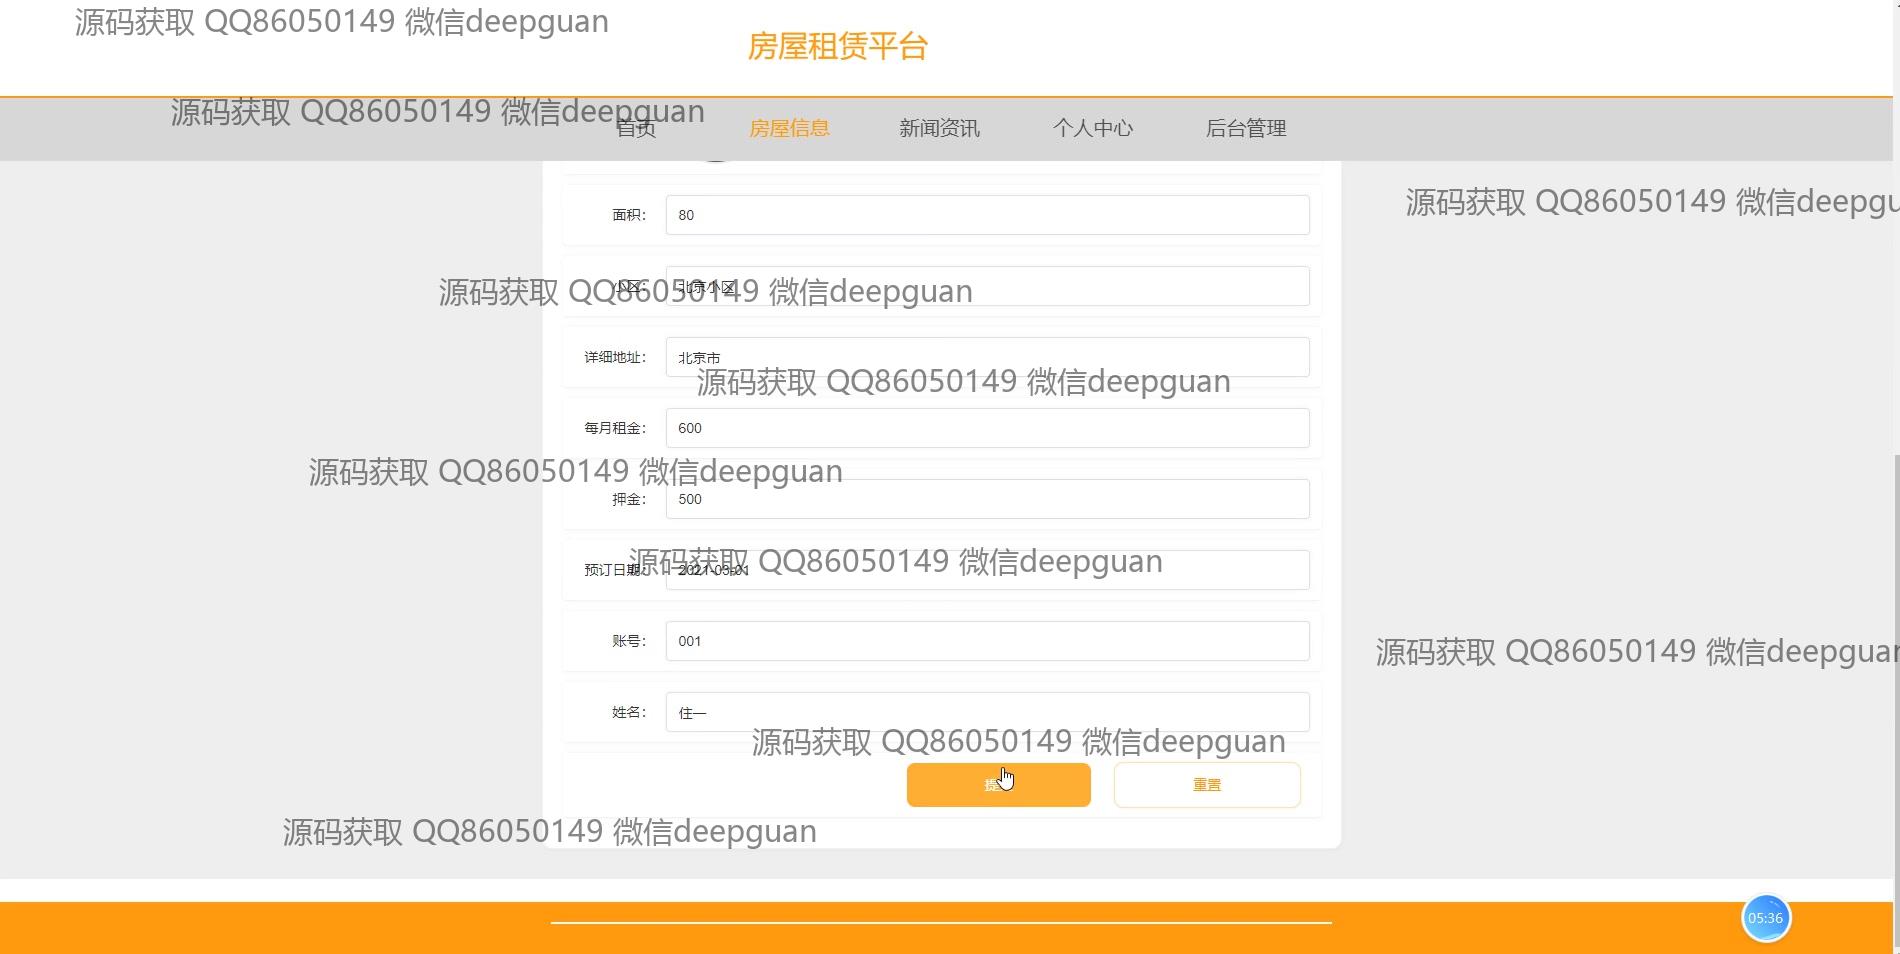 源码获取 QQ86050149 微信deepguan
房屋租赁平台
源码获取 QQ86050149 微信deepguan
首页 房屋信息 新闻资讯 个人中心 后台管理
源码获取 QQ86050149 微信deepgu
面积： 80
源码获取 QQ86050149 微信deepguan
小区： 北京小区
详细地址： 北京市
源码获取 QQ86050149 微信deepguan
每月租金： 600
源码获取 QQ86050149 微信deepguan
押金： 500
源码获取 QQ86050149 微信deepguan
预订日期： 2021-03-01
账号： 001
源码获取 QQ86050149 微信deepguan
姓名： 住一
源码获取 QQ86050149 微信deepguan
提 重置
源码获取 QQ86050149 微信deepguan
05:36